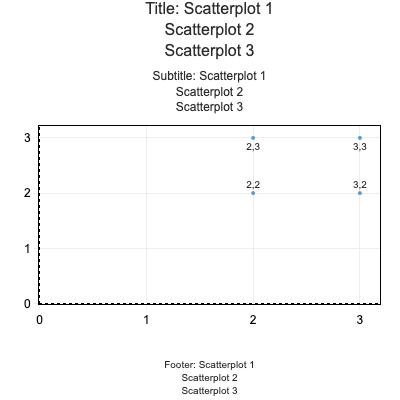 Title: Scatterplot 1
Scatterplot 2
Scatterplot 3
Subtitle: Scatterplot 1
Scatterplot 2
Scatterplot 3
3
2,3
3,3
2,2
3,2
2
1
0
0 1 2 3
Footer: Scatterplot 1
Scatterplot 2
Scatterplot 3